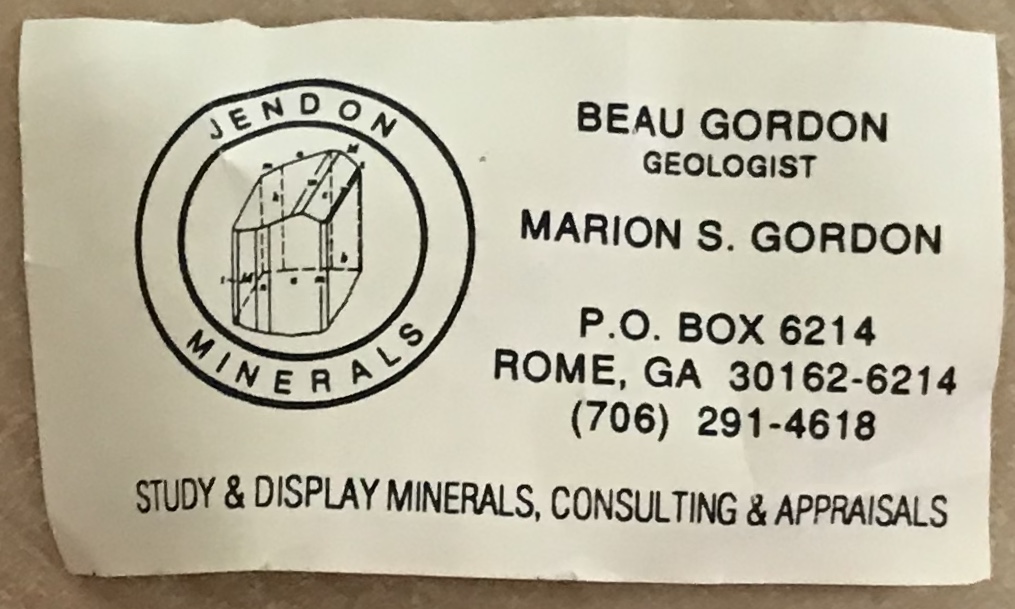 JENDON
MINERALS
BEAU GORDON
GEOLOGIST
MARION S. GORDON
P.O. BOX 6214
ROME, GA 30162-6214
(706) 291-4618
STUDY & DISPLAY MINERALS, CONSULTING & APPRAISALS